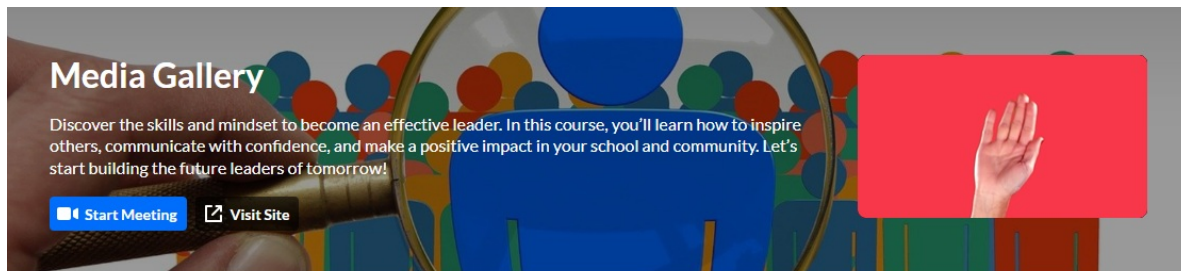 Media Gallery
Discover the skills and mindset to become an effective leader. In this course, you’ll learn how to inspire
others, communicate with confidence, and make a positive impact in your school and community. Let’s
start building the future leaders of tomorrow!
Start Meeting Visit Site